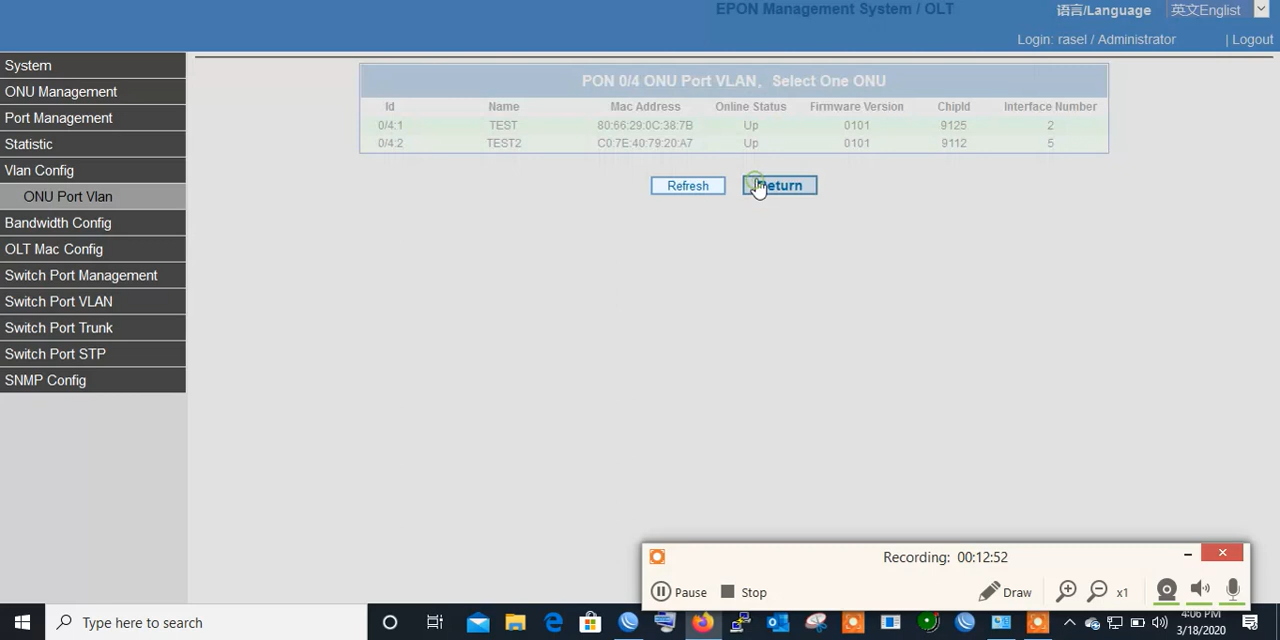 EPON Management System / OLT
语言/Language 英文Englist
Login: rasel / Administrator | Logout
System
ONU Management
Port Management
Statistic
Vlan Config
ONU Port Vlan
Bandwidth Config
OLT Mac Config
Switch Port Management
Switch Port VLAN
Switch Port Trunk
Switch Port STP
SNMP Config
PON 0/4 ONU Port VLAN，Select One ONU
Id Name Mac Address Online Status Firmware Version ChipId Interface Number
0/4:1 TEST 80:66:29:0C:38:7B Up 0101 9125 2
0/4:2 TEST2 C0:7E:40:79:20:A7 Up 0101 9112 5
Refresh Return
Recording: 00:12:52
Pause Stop Draw x1
Type here to search
4:06 PM
3/18/2020